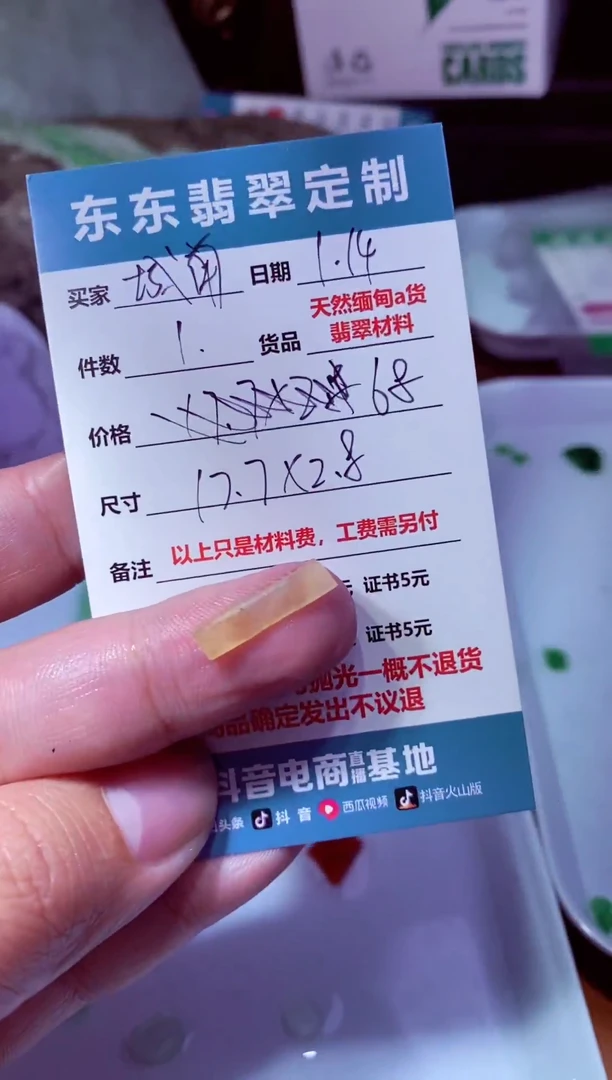 CARDS
东东翡翠定制
买家 日期 1.14
件数 1. 货品 天然缅甸a货
翡翠材料
价格 68
尺寸 17.7X2.8
备注 以上只是材料费，工费需另付
证书5元
证书5元
抛光一概不退货
品确定发出不议退
抖音电商直播基地
头条 抖音 西瓜视频 抖音火山版